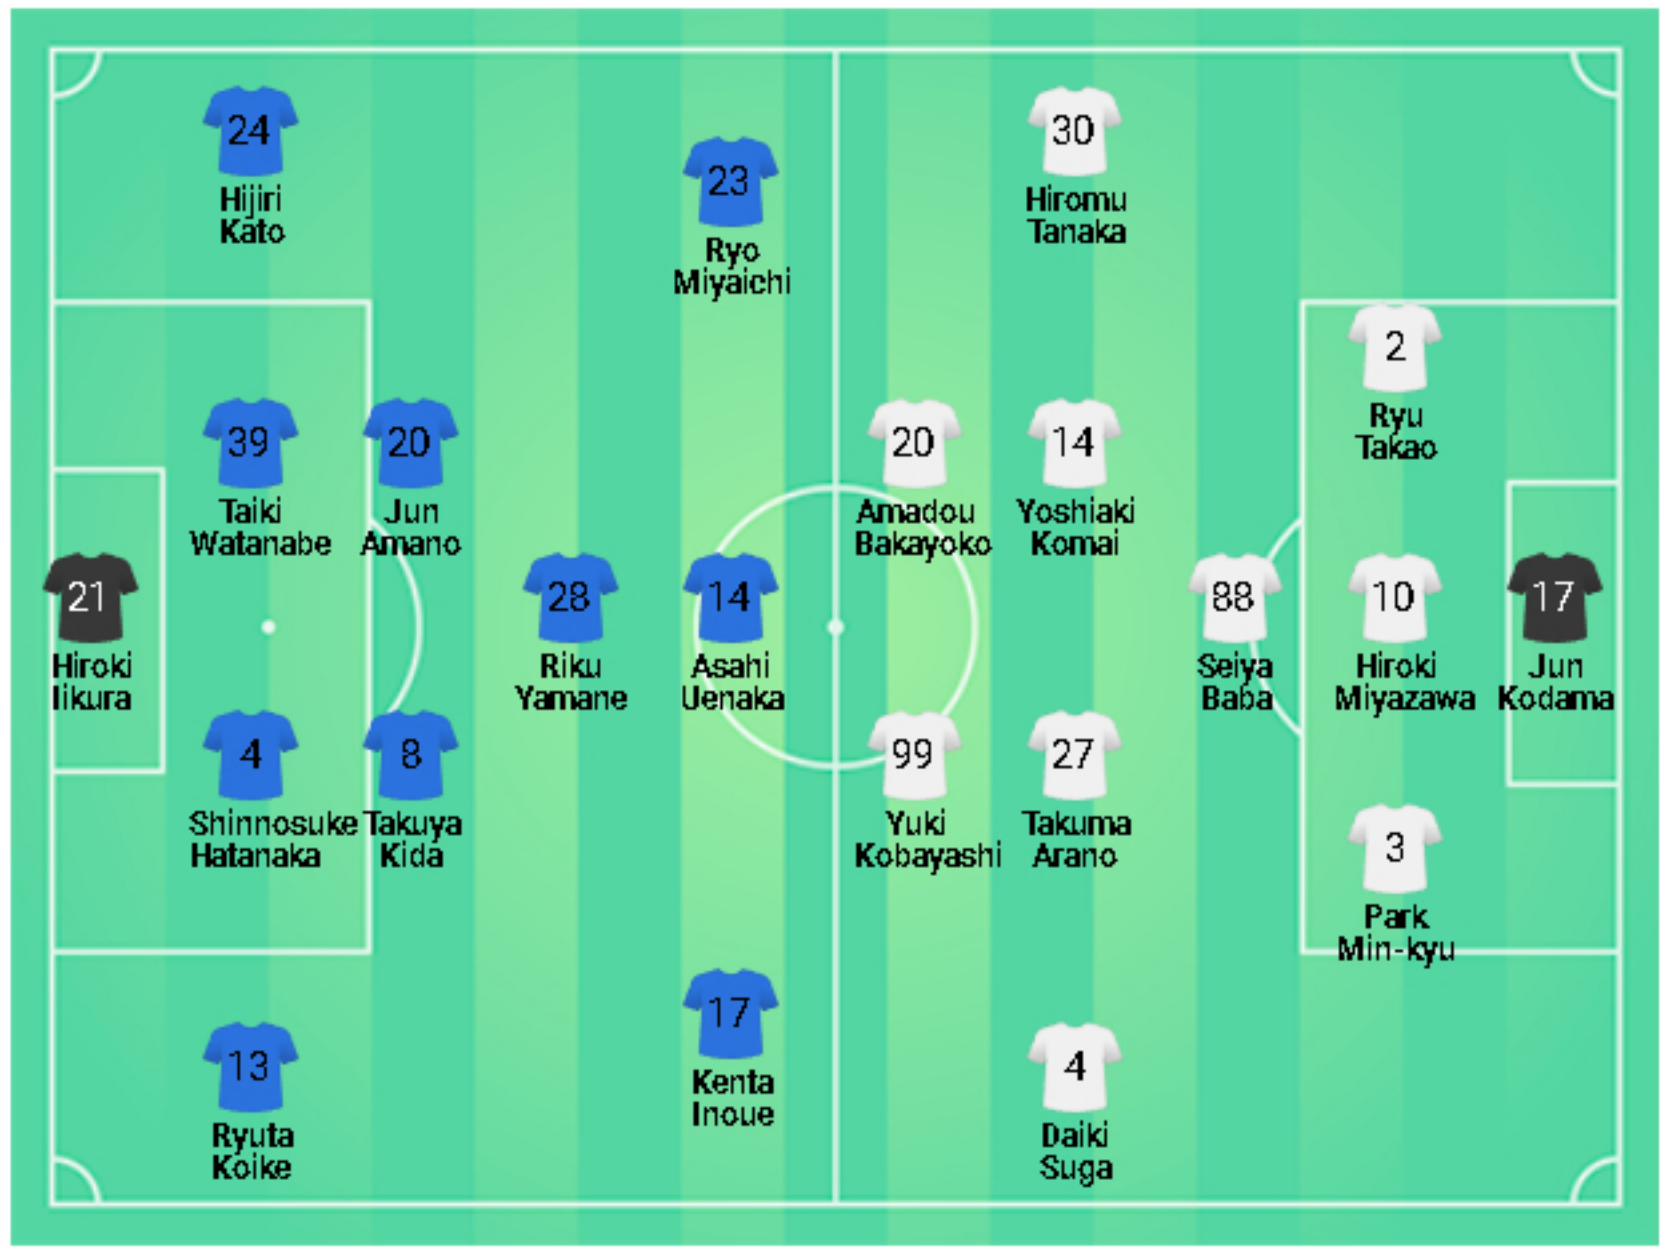 24
Hijiri
Kato
23
Ryo
Miyaichi
30
Hiromu
Tanaka
2
Ryu
Takao
39
Taiki
Watanabe
20
Jun
Amano
20
Amadou
Bakayoko
14
Yoshiaki
Komai
21
Hiroki
Iikura
28
Riku
Yamane
14
Asahi
Uenaka
88
Seiya
Baba
10
Hiroki
Miyazawa
17
Jun
Kodama
4
Shinnosuke
Hatanaka
8
Takuya
Kida
99
Yuki
Kobayashi
27
Takuma
Arano
3
Park
Min-kyu
17
Kenta
Inoue
13
Ryuta
Koike
4
Daiki
Suga